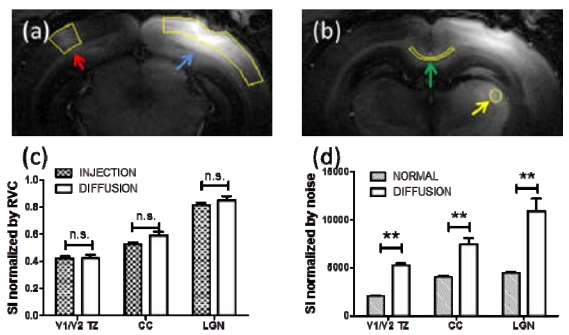 (a)
(b)
(c)
INJECTION
DIFFUSION
SI normalized by RVC
1.0
0.8
0.6
0.4
0.2
0.0
n.s.
n.s.
n.s.
V1/V2 TZ
CC
LGN
(d)
NORMAL
DIFFUSION
SI normalized by noise
15000
10000
5000
0
**
**
**
V1/V2 TZ
CC
LGN